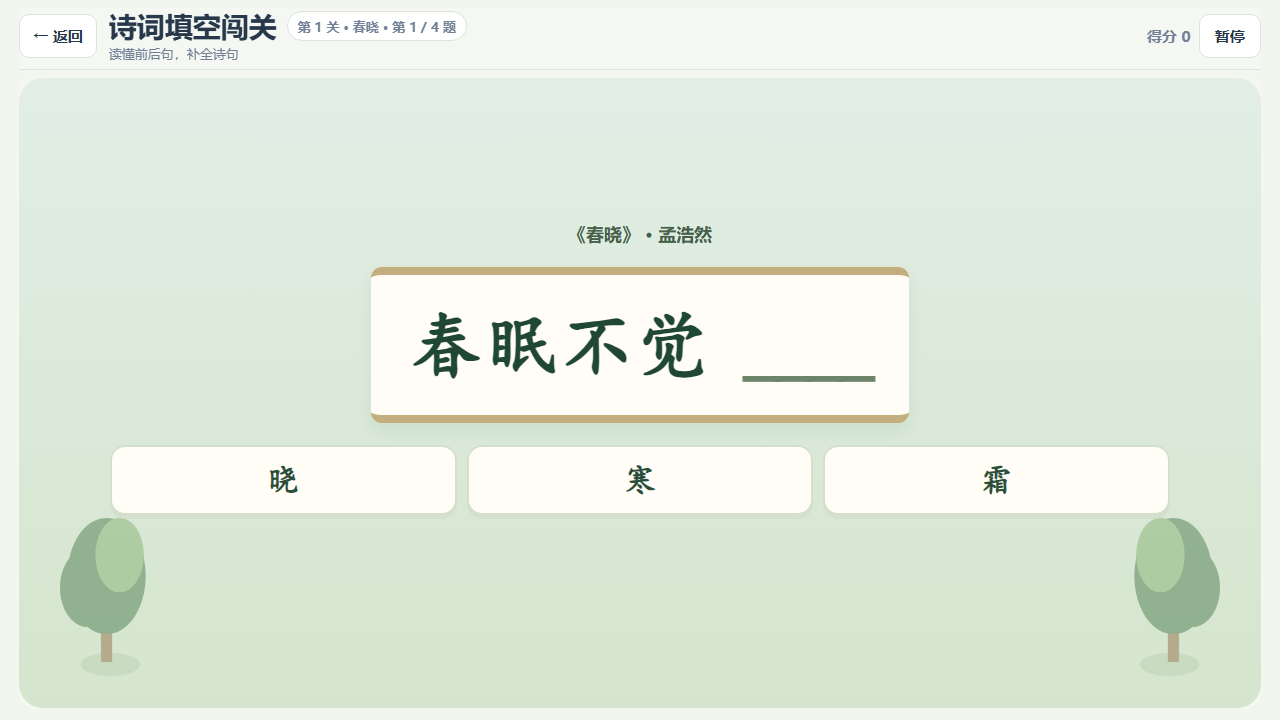 ← 返回
诗词填空闯关
第 1 关 • 春晓 • 第 1 / 4 题
读懂前后句，补全诗句
得分 0
暂停
《春晓》 • 孟浩然
春眠不觉 ____
晓
寒
霜